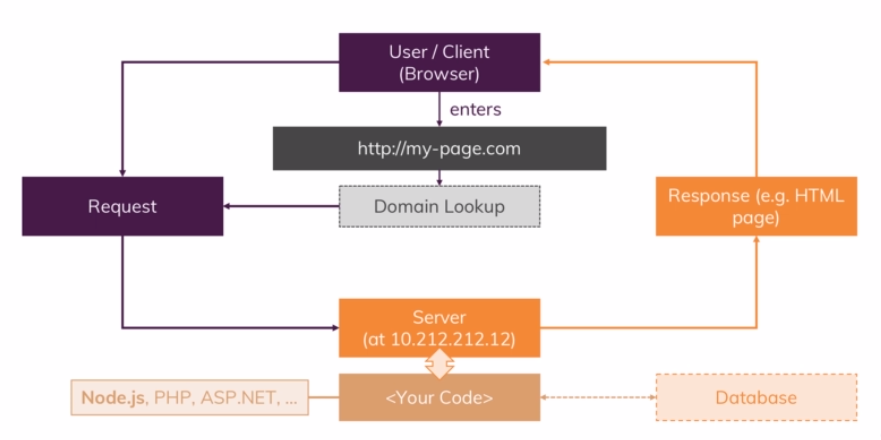 User / Client
(Browser)
enters
http://my-page.com
Request
Domain Lookup
Response (e.g. HTML
page)
Server
(at 10.212.212.12)
Node.js, PHP, ASP.NET, ...
<Your Code>
Database